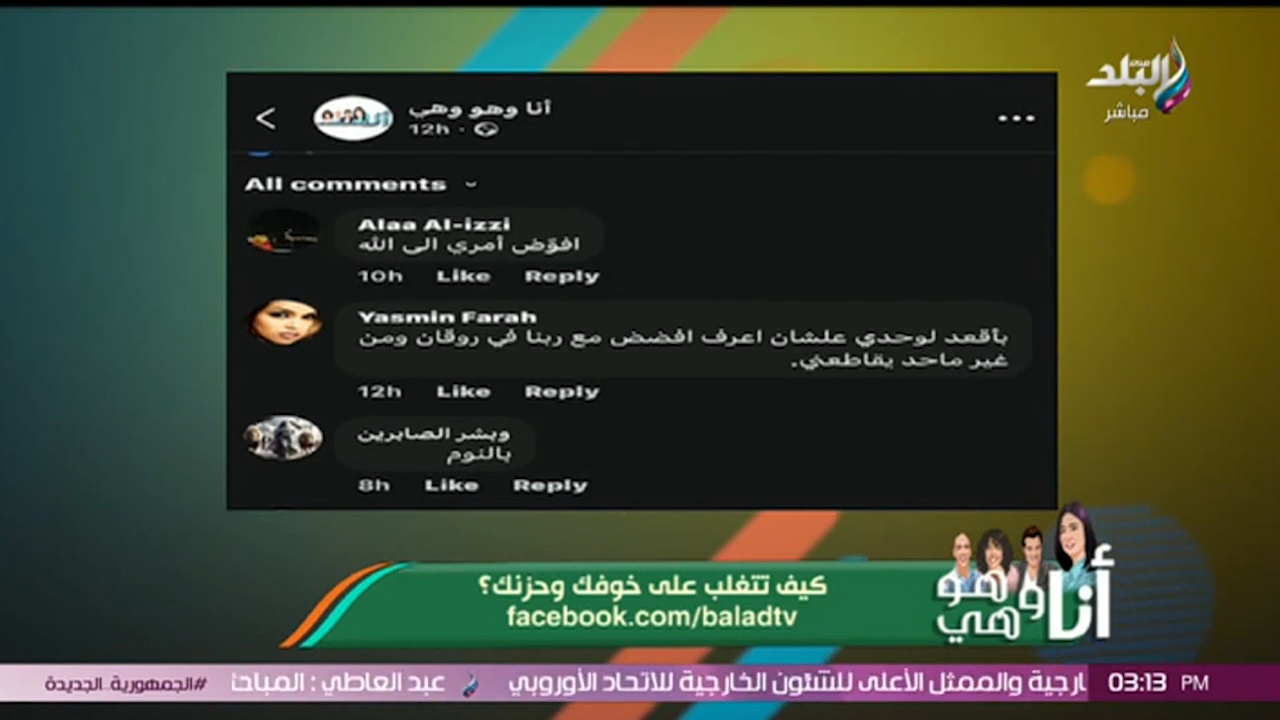 صدى البلد
مباشر
أنا وهو وهي
12h
All comments
Alaa Al-izzi
افوّض أمري الى الله
10h Like Reply
Yasmin Farah
بأقعد لوحدي علشان اعرف افضض مع ربنا في روقان ومن
غير ماحد يقاطعني.
12h Like Reply
وبشر الصابرين
بالنوم
8h Like Reply
كيف تتغلب على خوفك وحزنك؟
facebook.com/baladtv
أنا وهو وهي
ارجية والممثل الأعلى للشئون الخارجية للاتحاد الأوروبي عبد العاطي : المباحث
#الجمهورية_الجديدة
03:13 PM